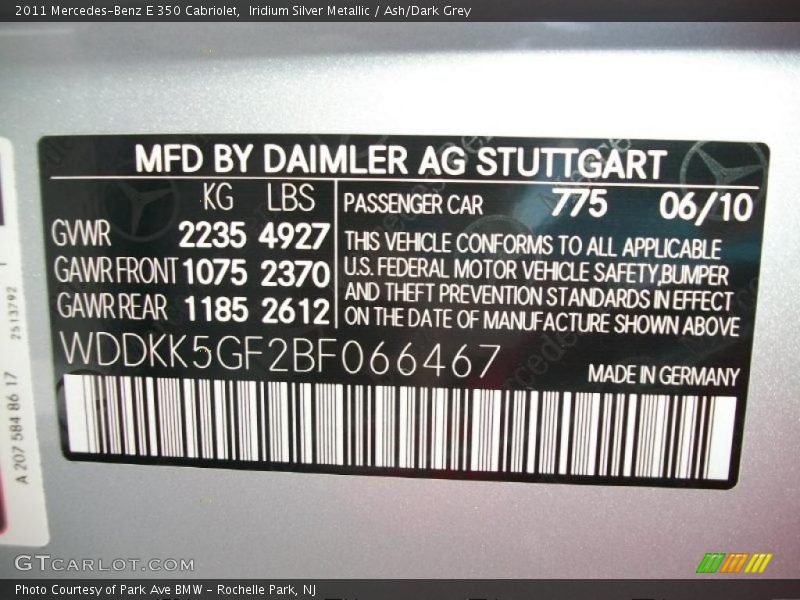 2011 Mercedes-Benz E 350 Cabriolet, Iridium Silver Metallic / Ash/Dark Grey
MFD BY DAIMLER AG STUTTGART
KG LBS
GVWR 2235 4927
GAWR FRONT 1075 2370
GAWR REAR 1185 2612
PASSENGER CAR 775 06/10
THIS VEHICLE CONFORMS TO ALL APPLICABLE
U.S. FEDERAL MOTOR VEHICLE SAFETY,BUMPER
AND THEFT PREVENTION STANDARDS IN EFFECT
ON THE DATE OF MANUFACTURE SHOWN ABOVE
WDDKK5GF2BF066467
MADE IN GERMANY
A 207 584 86 17
2513792
GTCARLOT.COM
Photo Courtesy of Park Ave BMW - Rochelle Park, NJ